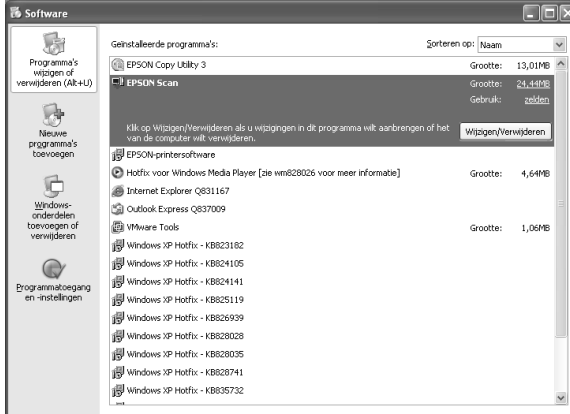 Software
Programma's
wijzigen of
verwijderen (Alt+U)
Nieuwe
programma's
toevoegen
Windows-
onderdelen
toevoegen of
verwijderen
Programmatoegang
en -instellingen
Geïnstalleerde programma's:
Sorteren op: Naam
EPSON Copy Utility 3 Grootte: 13,01MB
EPSON Scan Grootte: 24,44MB
Gebruik: zelden
Klik op Wijzigen/Verwijderen als u wijzigingen in dit programma wilt aanbrengen of het
van de computer wilt verwijderen.
Wijzigen/Verwijderen
EPSON-printersoftware
Hotfix voor Windows Media Player [zie wm828026 voor meer informatie] Grootte: 4,64MB
Internet Explorer Q831167
Outlook Express Q837009
VMware Tools Grootte: 1,06MB
Windows XP Hotfix - KB823182
Windows XP Hotfix - KB824105
Windows XP Hotfix - KB824141
Windows XP Hotfix - KB825119
Windows XP Hotfix - KB826939
Windows XP Hotfix - KB828028
Windows XP Hotfix - KB828035
Windows XP Hotfix - KB828741
Windows XP Hotfix - KB835732